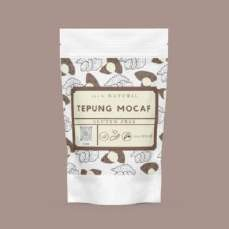 100% NATURAL
TEPUNG MOCAF
GLUTEN FREE